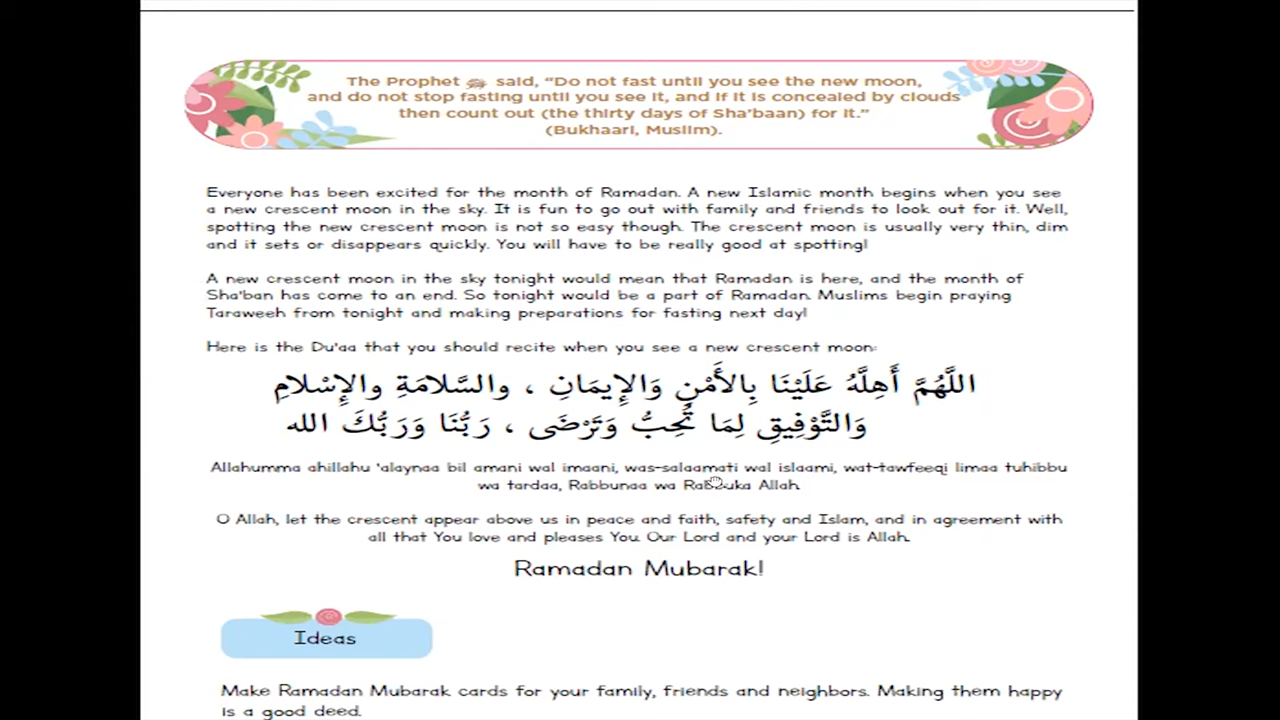 The Prophet ﷺ said, “Do not fast until you see the new moon,
and do not stop fasting until you see it, and if it is concealed by clouds
then count out (the thirty days of Sha’baan) for it.”
(Bukhaari, Muslim).
Everyone has been excited for the month of Ramadan. A new Islamic month begins when you see
a new crescent moon in the sky. It is fun to go out with family and friends to look out for it. Well,
spotting the new crescent moon is not so easy though. The crescent moon is usually very thin, dim
and it sets or disappears quickly. You will have to be really good at spotting!
A new crescent moon in the sky tonight would mean that Ramadan is here, and the month of
Sha'ban has come to an end. So tonight would be a part of Ramadan. Muslims begin praying
Taraweeh from tonight and making preparations for fasting next day!
Here is the Du'aa that you should recite when you see a new crescent moon:
اللَّهُمَّ أَهِلَّهُ عَلَيْنَا بِالأَمْنِ وَالإِيمَانِ ، والسَّلامَةِ والإِسْلامِ
وَالتَّوْفِيقِ لِمَا تُحِبُّ وَتَرْضَى ، رَبُّنَا وَرَبُّكَ الله
Allahumma ahillahu 'alaynaa bil amani wal imaani, was-salaamati wal islaami, wat-tawfeeqi limaa tuhibbu
wa tardaa, Rabbunaa wa Rabbuka Allah.
O Allah, let the crescent appear above us in peace and faith, safety and Islam, and in agreement with
all that You love and pleases You. Our Lord and your Lord is Allah.
Ramadan Mubarak!
Ideas
Make Ramadan Mubarak cards for your family, friends and neighbors. Making them happy
is a good deed.